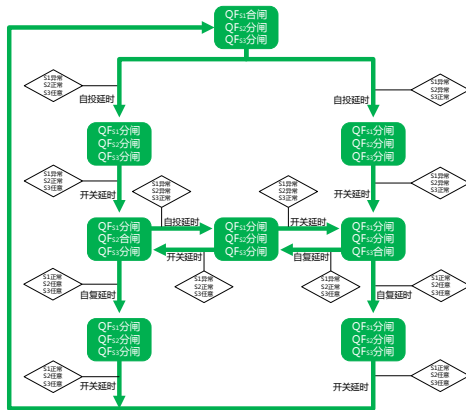 QFS1合闸
QFS2分闸
QFS3分闸
S1异常
S2正常
S3任意
自投延时
S1异常
S2异常
S3正常
自投延时
QFS1分闸
QFS2分闸
QFS3分闸
QFS1分闸
QFS2分闸
QFS3分闸
S1异常
S2正常
S3任意
开关延时
S1异常
S2异常
S3正常
自投延时
S1异常
S2异常
S3正常
开关延时
S1异常
S2异常
S3正常
开关延时
QFS1分闸
QFS2合闸
QFS3分闸
QFS1分闸
QFS2分闸
QFS3分闸
QFS1分闸
QFS2分闸
QFS3合闸
开关延时
自复延时
S1异常
S2正常
S3任意
S1异常
S2正常
S3任意
S1正常
S2任意
S3任意
自复延时
S1正常
S2任意
S3任意
自复延时
QFS1分闸
QFS2分闸
QFS3分闸
QFS1分闸
QFS2分闸
QFS3分闸
S1正常
S2任意
S3任意
开关延时
S1正常
S2任意
S3任意
开关延时